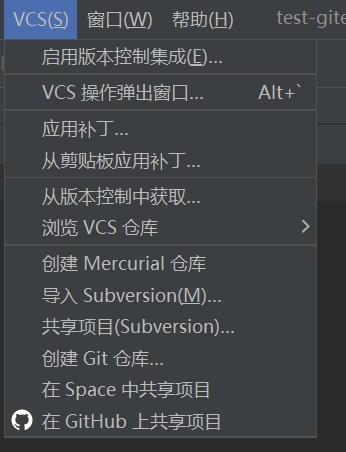 VCS(S) 窗口(W) 帮助(H) test-gite
启用版本控制集成(E)...
VCS 操作弹出窗口... Alt+`
应用补丁...
从剪贴板应用补丁...
从版本控制中获取...
浏览 VCS 仓库
创建 Mercurial 仓库
导入 Subversion(M)...
共享项目(Subversion)...
创建 Git 仓库...
在 Space 中共享项目
在 GitHub 上共享项目